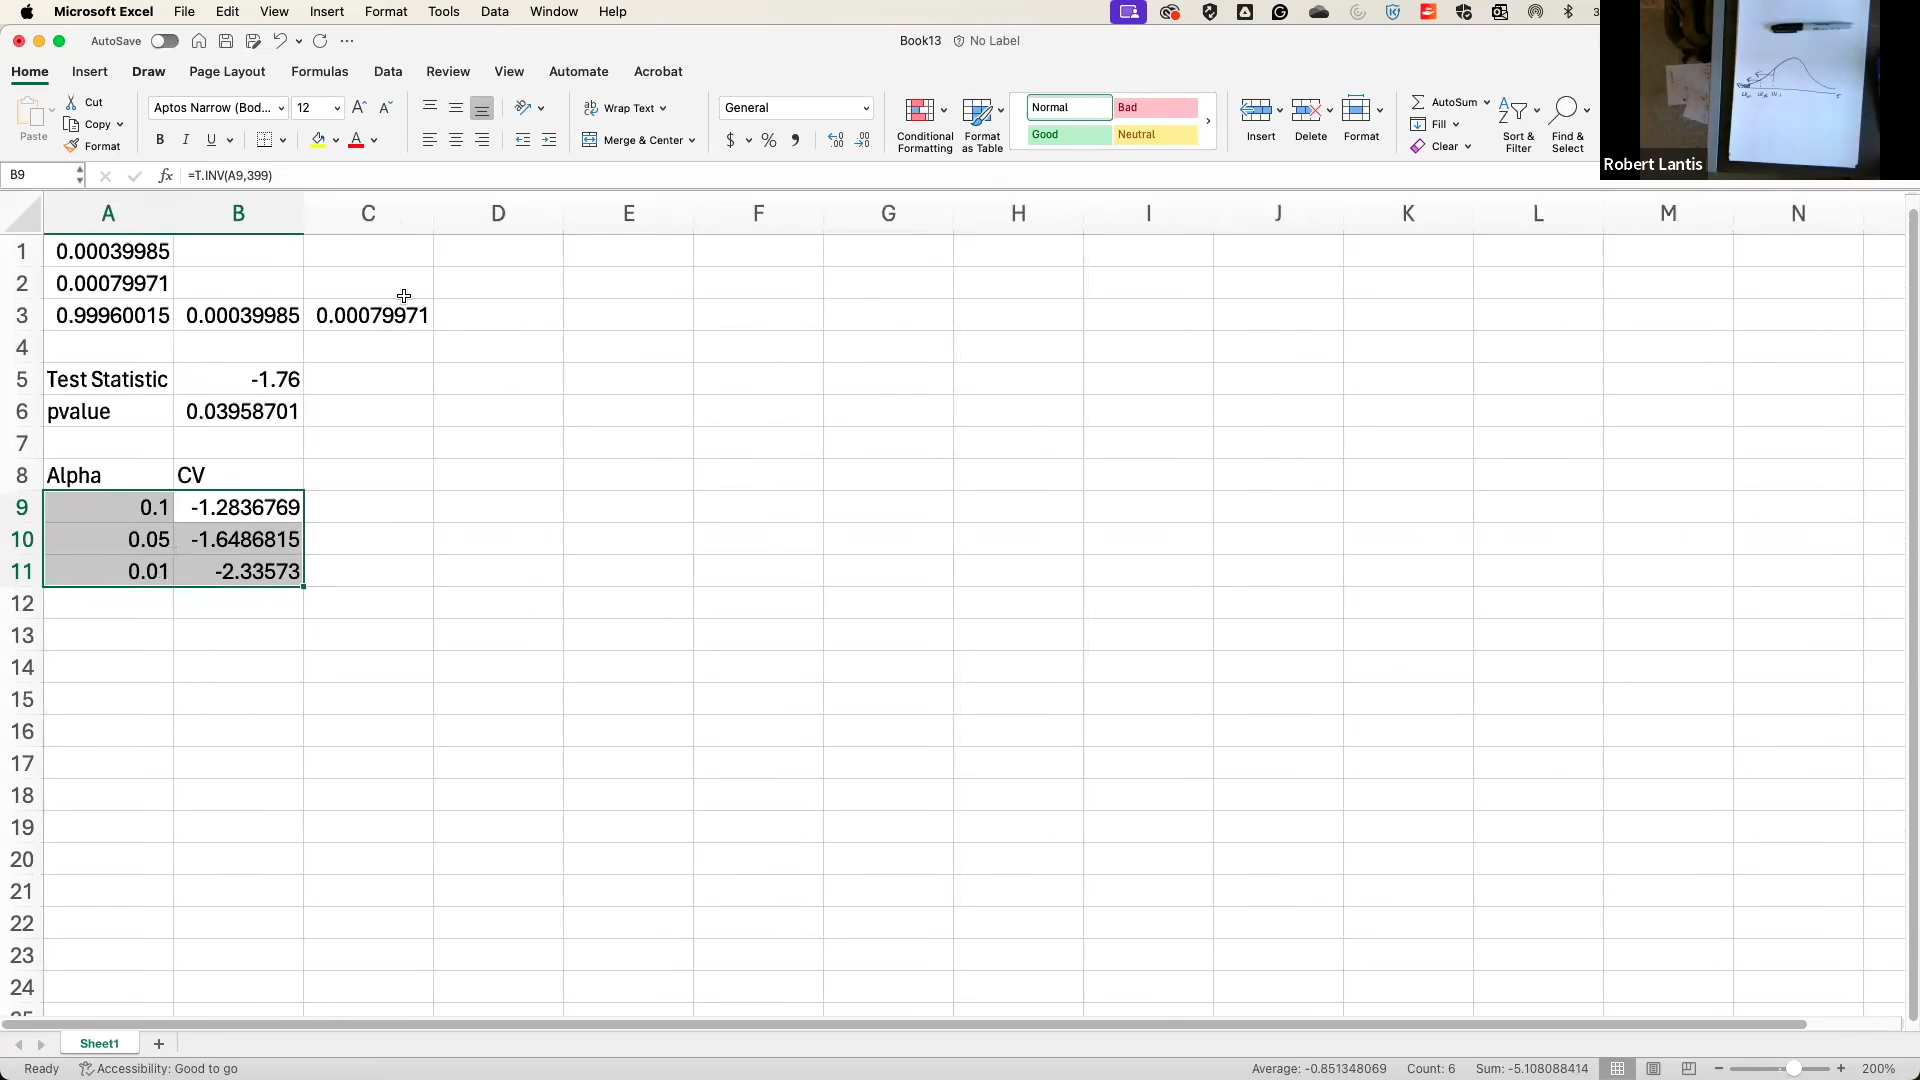 Microsoft Excel File Edit View Insert Format Tools Data Window Help
AutoSave Book13 No Label
Home Insert Draw Page Layout Formulas Data Review View Automate Acrobat
Paste Cut Copy Format
Aptos Narrow (Bod... 12
B I U
Wrap Text
Merge & Center
General
$ %
Conditional Formatting
Format as Table
Normal Bad
Good Neutral
Insert Delete Format
AutoSum
Fill
Clear
Sort & Filter
Find & Select
Robert Lantis
B9 fx =T.INV(A9,399)
A B C D E F G H I J K L M N
1 0.00039985
2 0.00079971
3 0.99960015 0.00039985 0.00079971
4
5 Test Statistic -1.76
6 pvalue 0.03958701
7
8 Alpha CV
9 0.1 -1.2836769
10 0.05 -1.6486815
11 0.01 -2.33573
12
13
14
15
16
17
18
19
20
21
22
23
24
Sheet1
Ready Accessibility: Good to go Average: -0.851348069 Count: 6 Sum: -5.108088414 200%